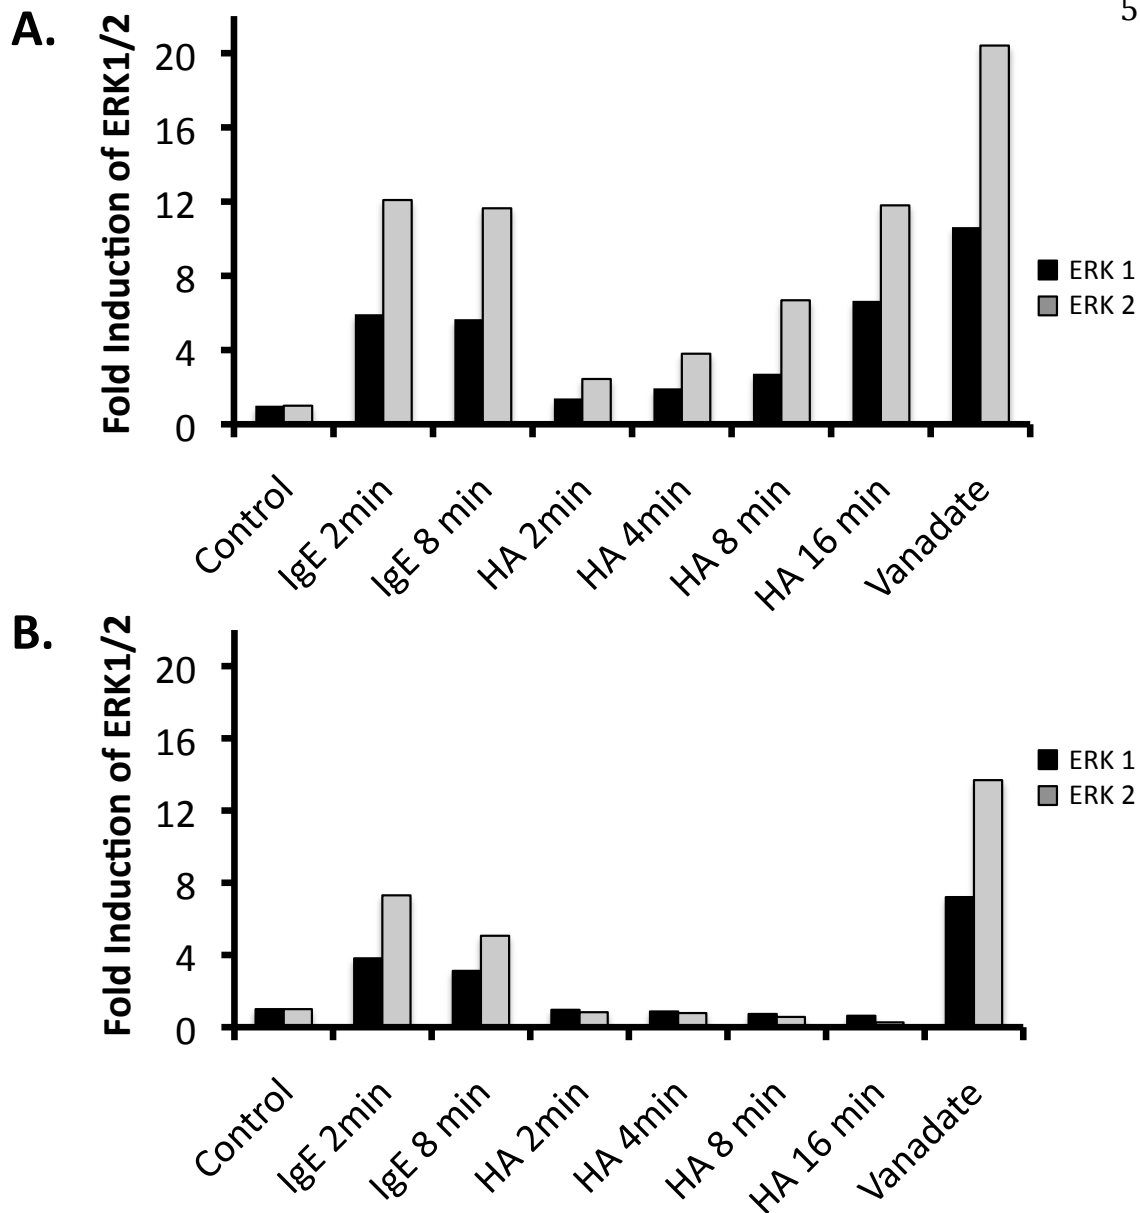 5
A.
Fold Induction of ERK1/2
20
16
12
8
4
0
ERK 1
ERK 2
Control
IgE 2min
IgE 8 min
HA 2min
HA 4min
HA 8 min
HA 16 min
Vanadate
B.
Fold Induction of ERK1/2
20
16
12
8
4
0
ERK 1
ERK 2
Control
IgE 2min
IgE 8 min
HA 2min
HA 4min
HA 8 min
HA 16 min
Vanadate